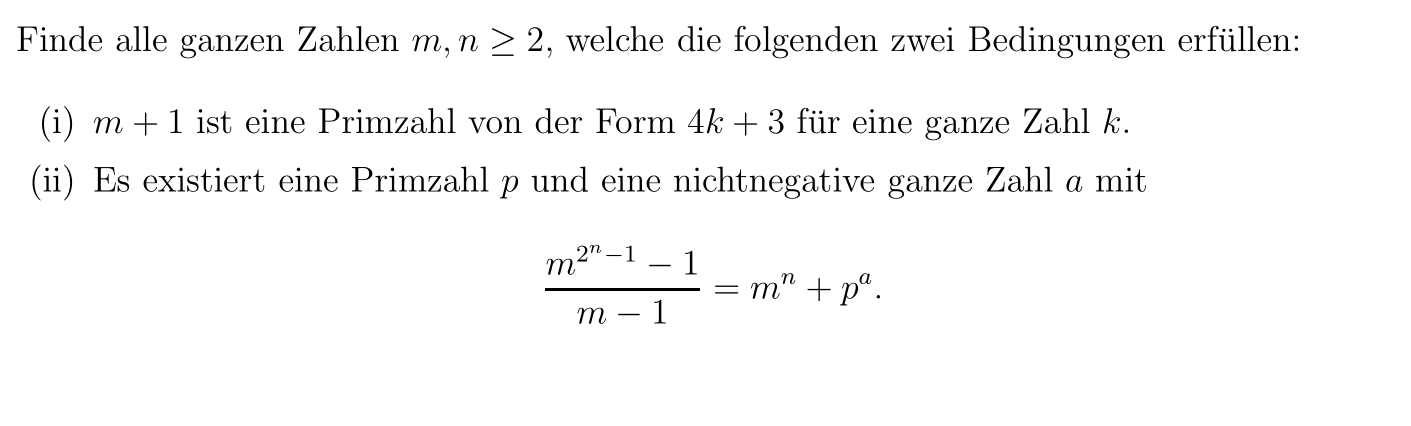 Finde alle ganzen Zahlen $m, n \geq 2$, welche die folgenden zwei Bedingungen erfüllen:
(i) $m + 1$ ist eine Primzahl von der Form $4k + 3$ für eine ganze Zahl $k$.
(ii) Es existiert eine Primzahl $p$ und eine nichtnegative ganze Zahl $a$ mit
$\frac{m^{2^n-1} - 1}{m - 1} = m^n + p^a.$